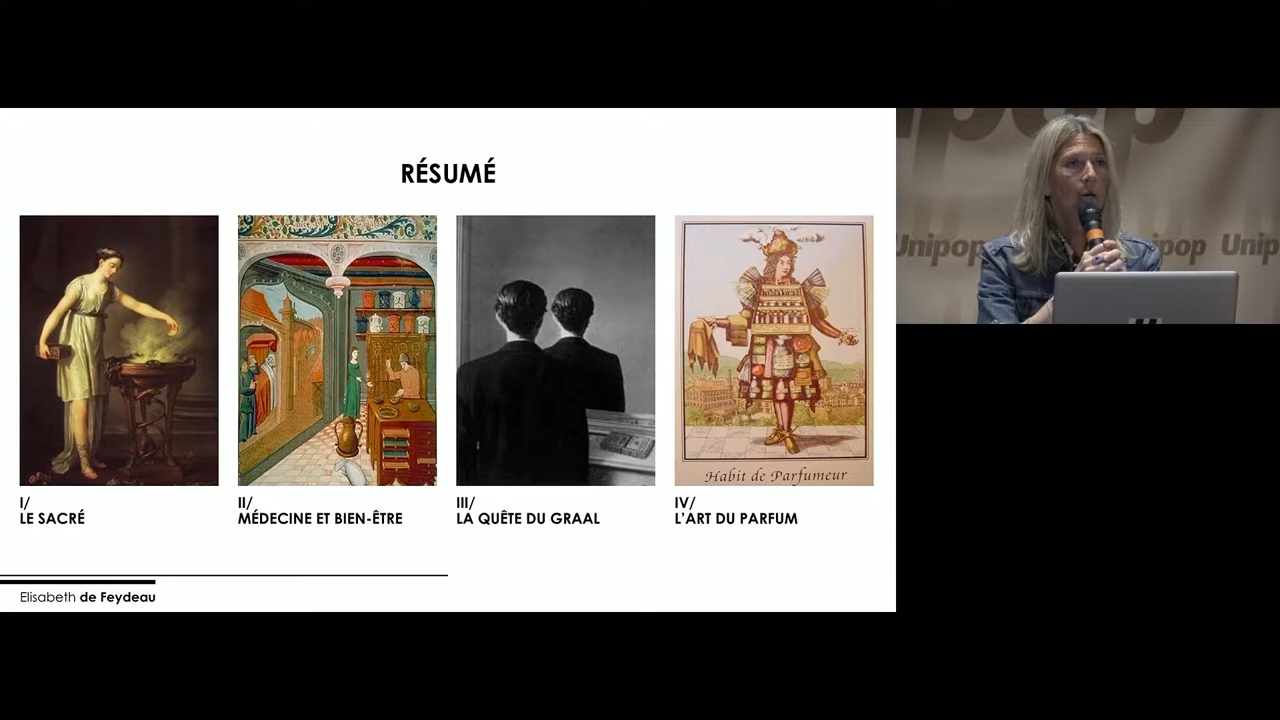 RÉSUMÉ
Habit de Parfumeur
I/
LE SACRÉ
II/
MÉDECINE ET BIEN-ÊTRE
III/
LA QUÊTE DU GRAAL
IV/
L'ART DU PARFUM
Elisabeth de Feydeau
Unipop
Unipop